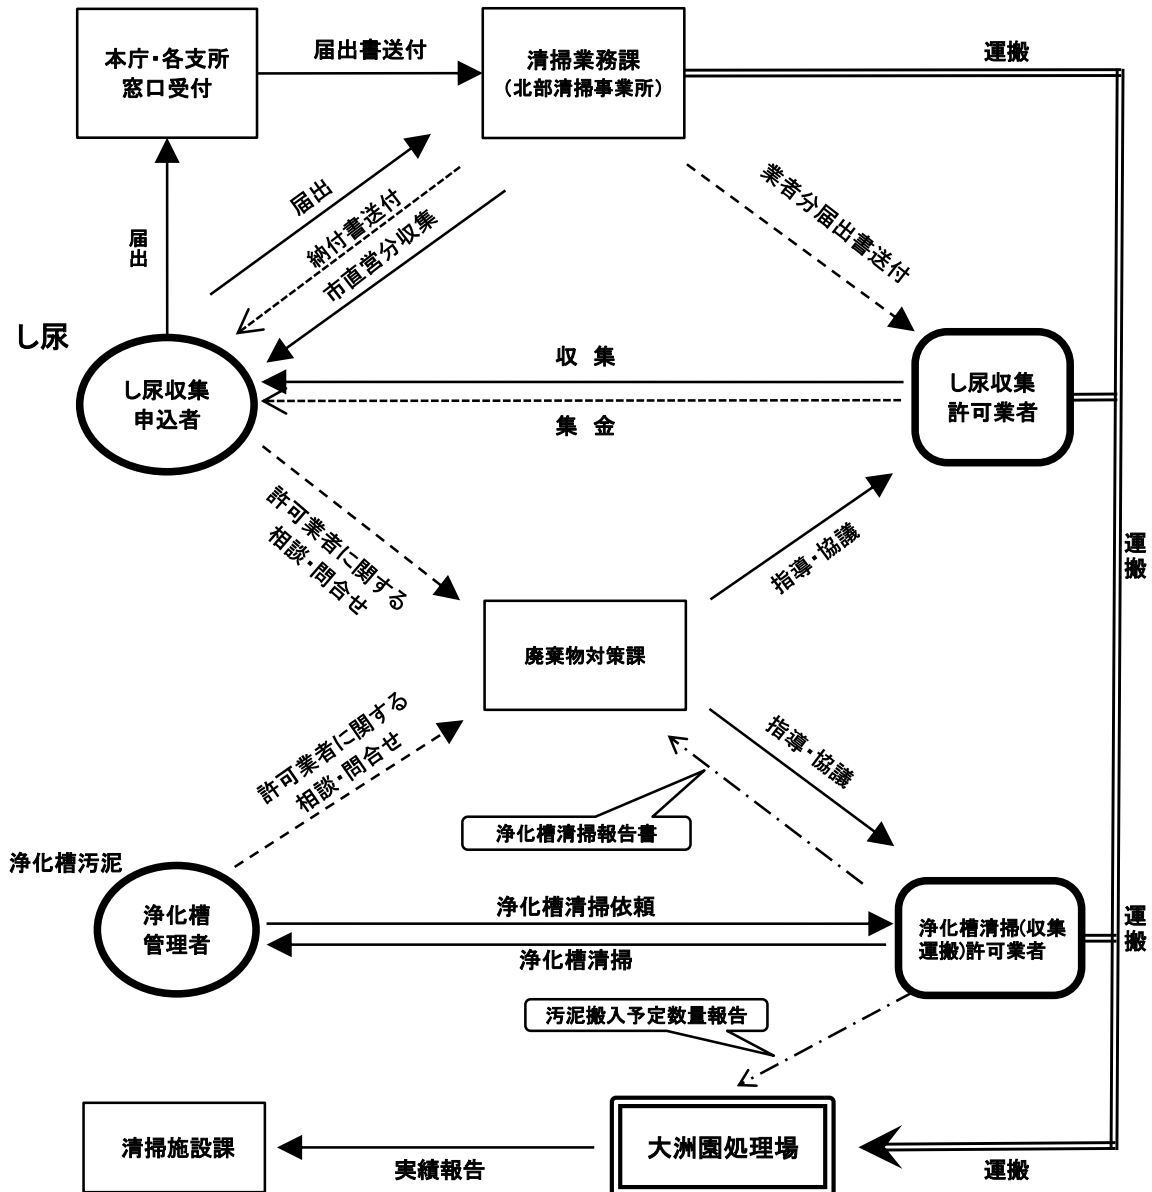 本庁・各支所
窓口受付
届出書送付
清掃業務課
（北部清掃事業所）
運搬
届出
届出
納付書送付
市直営分収集
業者分届出書送付
し尿
し尿収集
申込者
収 集
集 金
し尿収集
許可業者
許可業者に関する
相談・問合せ
指導・協議
運搬
廃棄物対策課
許可業者に関する
相談・問合せ
指導・協議
浄化槽清掃報告書
浄化槽汚泥
浄化槽
管理者
浄化槽清掃依頼
浄化槽清掃
浄化槽清掃(収集
運搬)許可業者
運搬
汚泥搬入予定数量報告
清掃施設課
実績報告
大洲園処理場
運搬